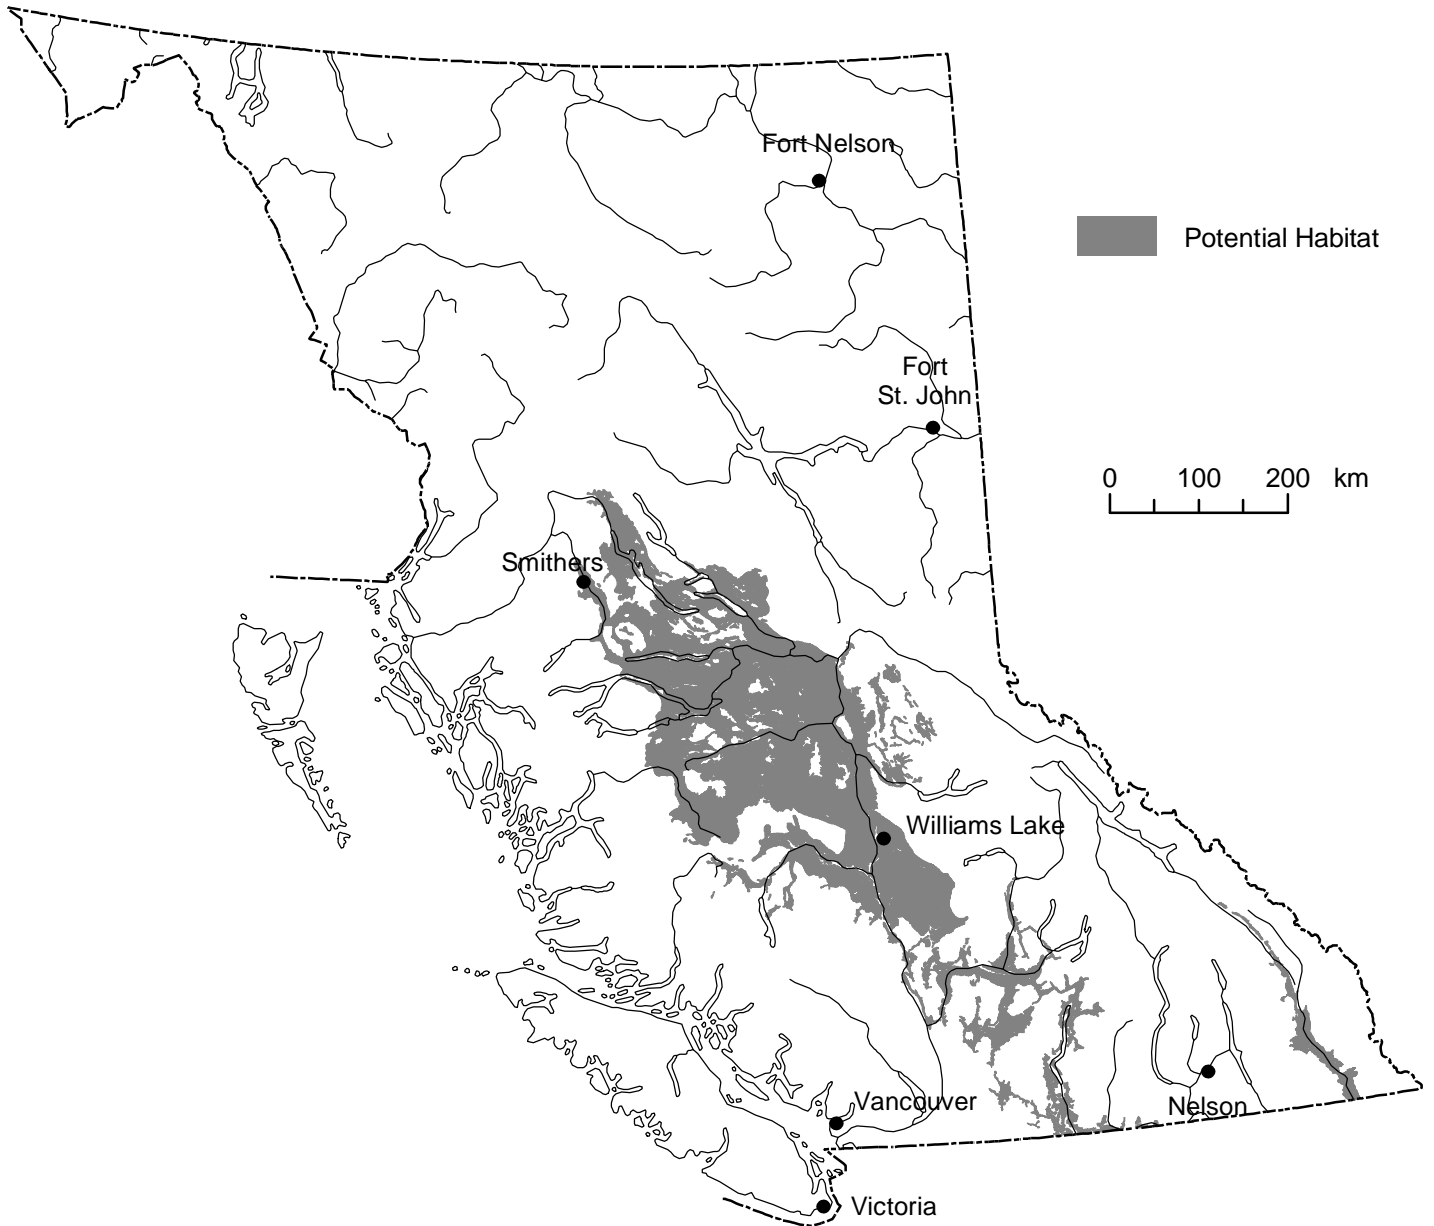 Fort Nelson
Potential Habitat
Fort
St. John
0 100 200 km
Smithers
Williams Lake
Vancouver
Nelson
Victoria